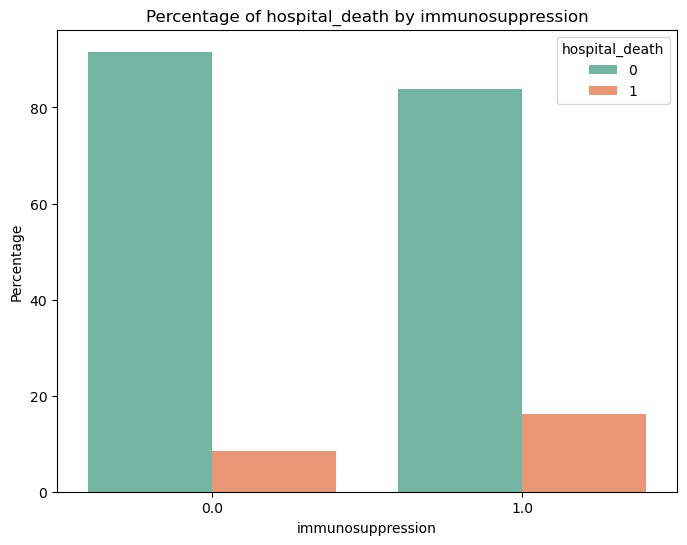 Percentage of hospital_death by immunosuppression
hospital_death
0
1
Percentage
80
60
40
20
0
0.0
1.0
immunosuppression